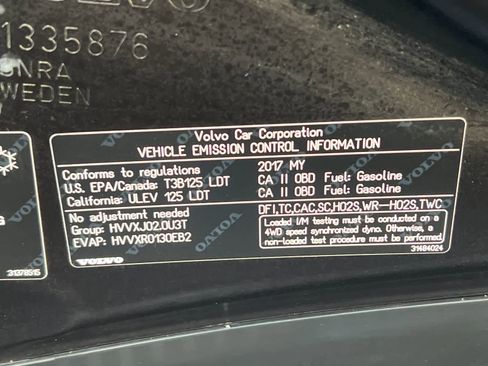 VOLVO
1335876
NRA
WEDEN
Volvo Car Corporation
VEHICLE EMISSION CONTROL INFORMATION
Conforms to regulations 2017 MY
U.S. EPA/Canada: T3B125 LDT CA II OBD Fuel: Gasoline
California: ULEV 125 LDT CA II OBD Fuel: Gasoline
No adjustment needed DFI,TC,CAC,SC,HO2S,WR-HO2S,TWC
Group: HVVXJ02.0U3T
EVAP: HVVXR0130EB2
Loaded I/M testing must be conducted on a
4WD speed synchronized dyno. Otherwise, a
non-loaded test procedure must be conducted.
VOLVO
31484024
31378515
S